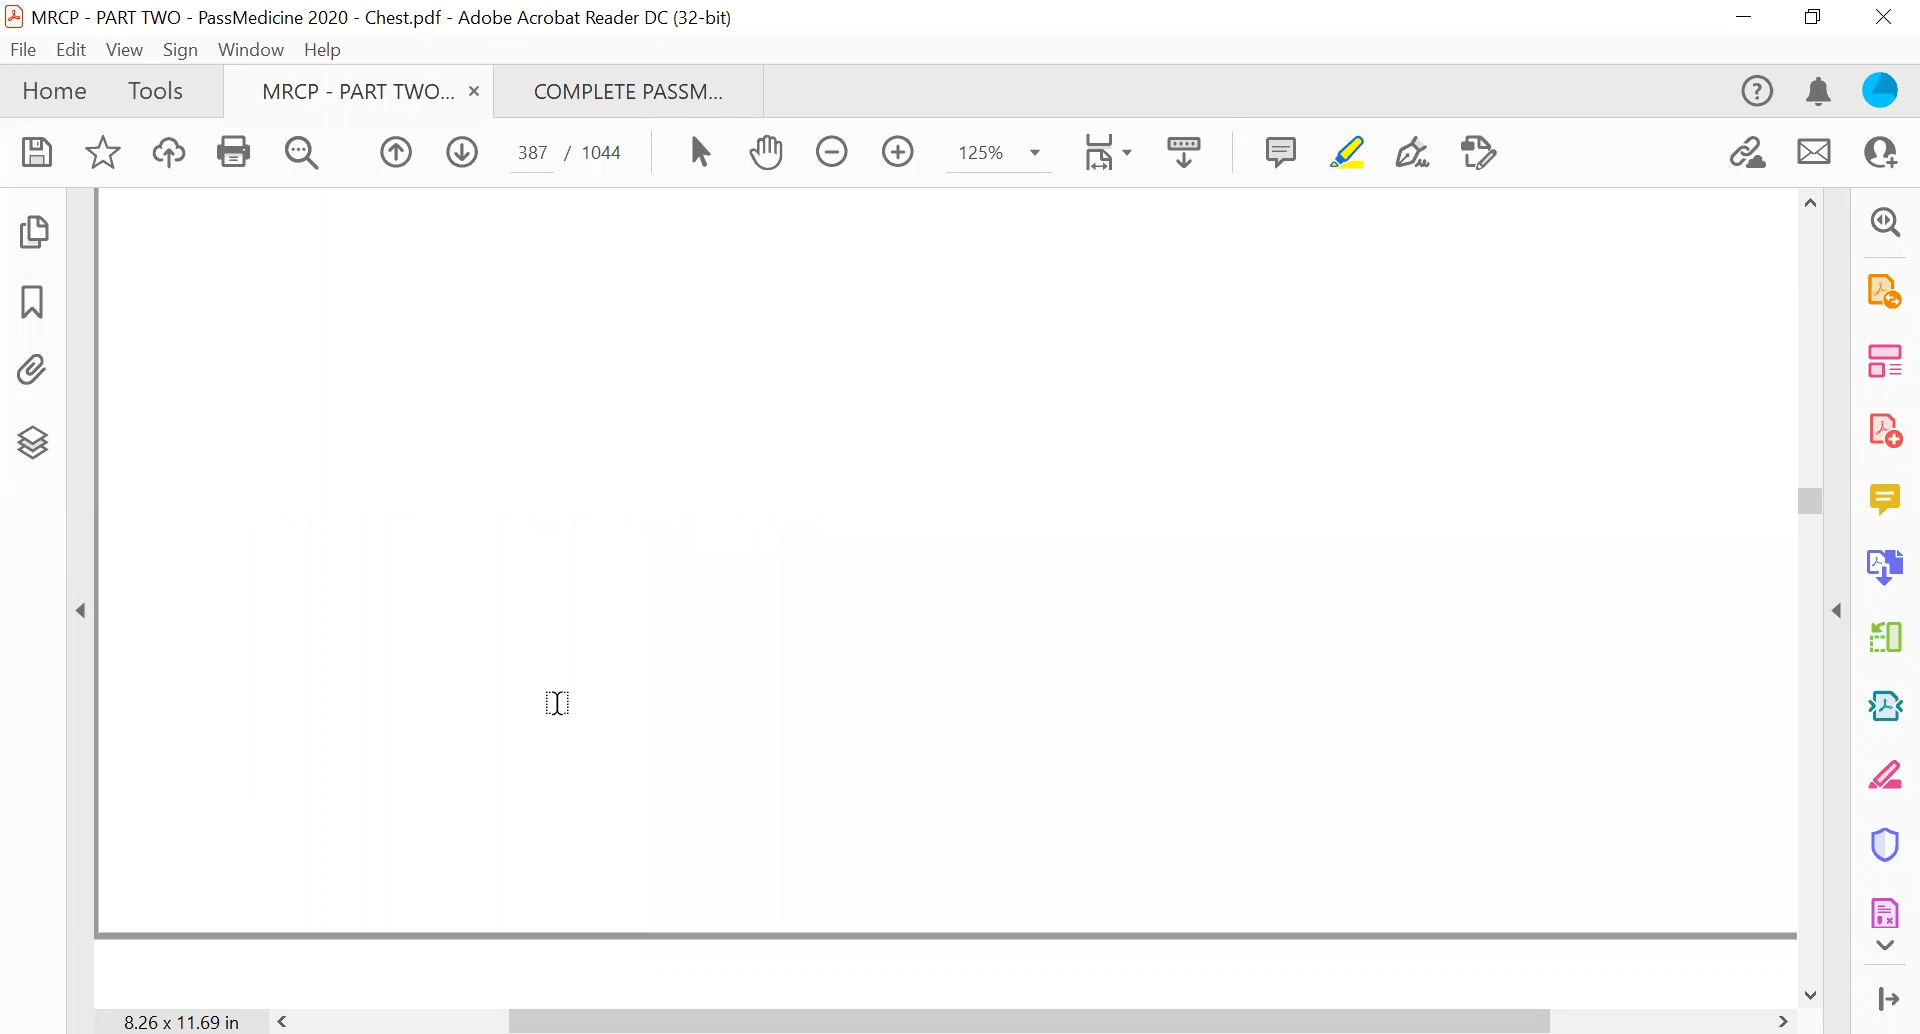 MRCP - PART TWO - PassMedicine 2020 - Chest.pdf - Adobe Acrobat Reader DC (32-bit)
File Edit View Sign Window Help
Home Tools MRCP - PART TWO... COMPLETE PASSM...
387 / 1044 125%
8.26 x 11.69 in